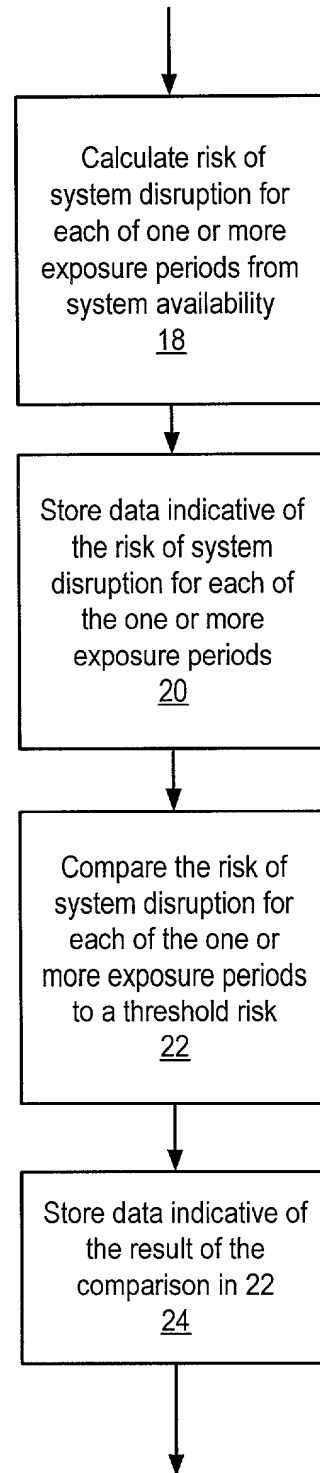 Calculate risk of
system disruption for
each of one or more
exposure periods from
system availability
18
Store data indicative of
the risk of system
disruption for each of
the one or more
exposure periods
20
Compare the risk of
system disruption for
each of the one or
more exposure periods
to a threshold risk
22
Store data indicative of
the result of the
comparison in 22
24